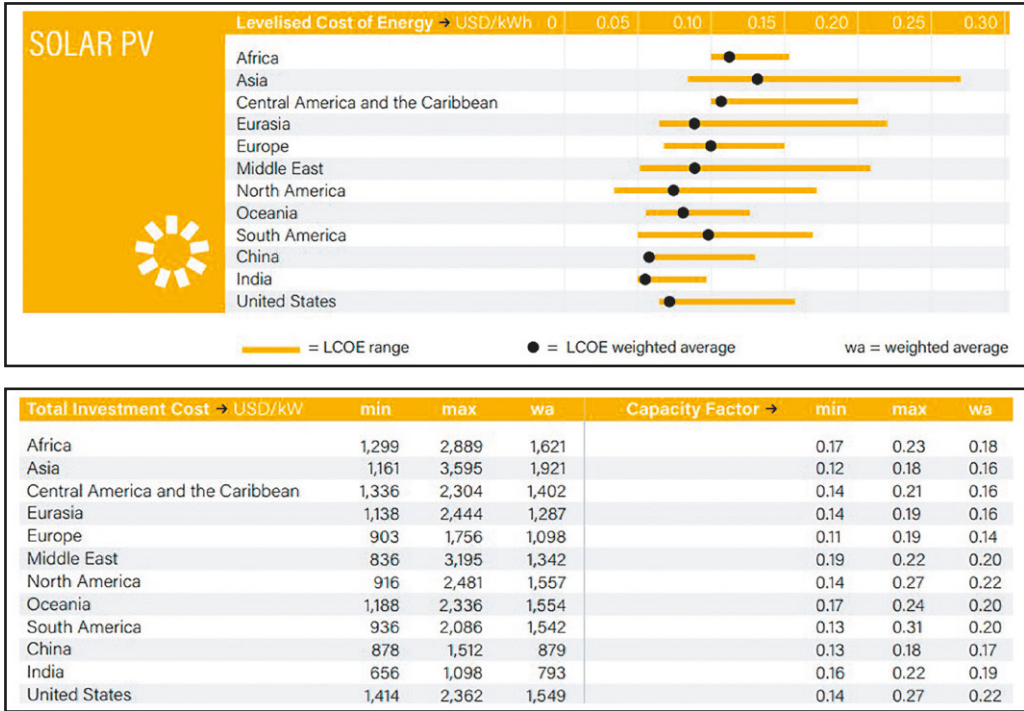 SOLAR PV
Levelised Cost of Energy → USD/kWh 0 0.05 0.10 0.15 0.20 0.25 0.30
Africa
Asia
Central America and the Caribbean
Eurasia
Europe
Middle East
North America
Oceania
South America
China
India
United States
= LCOE range ● = LCOE weighted average wa = weighted average
Total Investment Cost → USD/kW min max wa Capacity Factor → min max wa
Africa 1,299 2,889 1,621 0.17 0.23 0.18
Asia 1,161 3,595 1,921 0.12 0.18 0.16
Central America and the Caribbean 1,336 2,304 1,402 0.14 0.21 0.16
Eurasia 1,138 2,444 1,287 0.14 0.19 0.16
Europe 903 1,756 1,098 0.11 0.19 0.14
Middle East 836 3,195 1,342 0.19 0.22 0.20
North America 916 2,481 1,557 0.14 0.27 0.22
Oceania 1,188 2,336 1,554 0.17 0.24 0.20
South America 936 2,086 1,542 0.13 0.31 0.20
China 878 1,512 879 0.13 0.18 0.17
India 656 1,098 793 0.16 0.22 0.19
United States 1,414 2,362 1,549 0.14 0.27 0.22